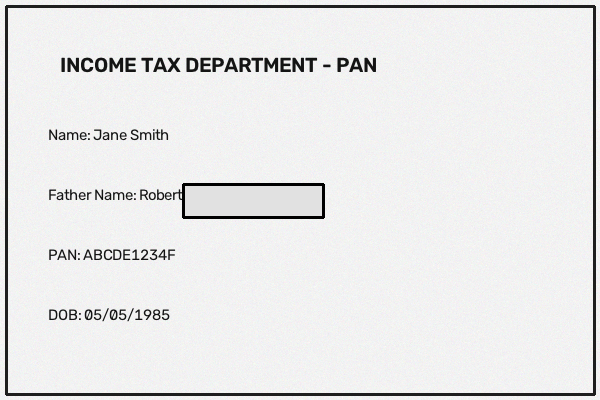 INCOME TAX DEPARTMENT - PAN
Name: Jane Smith
Father Name: Robert
PAN: ABCDE1234F
DOB: 05/05/1985